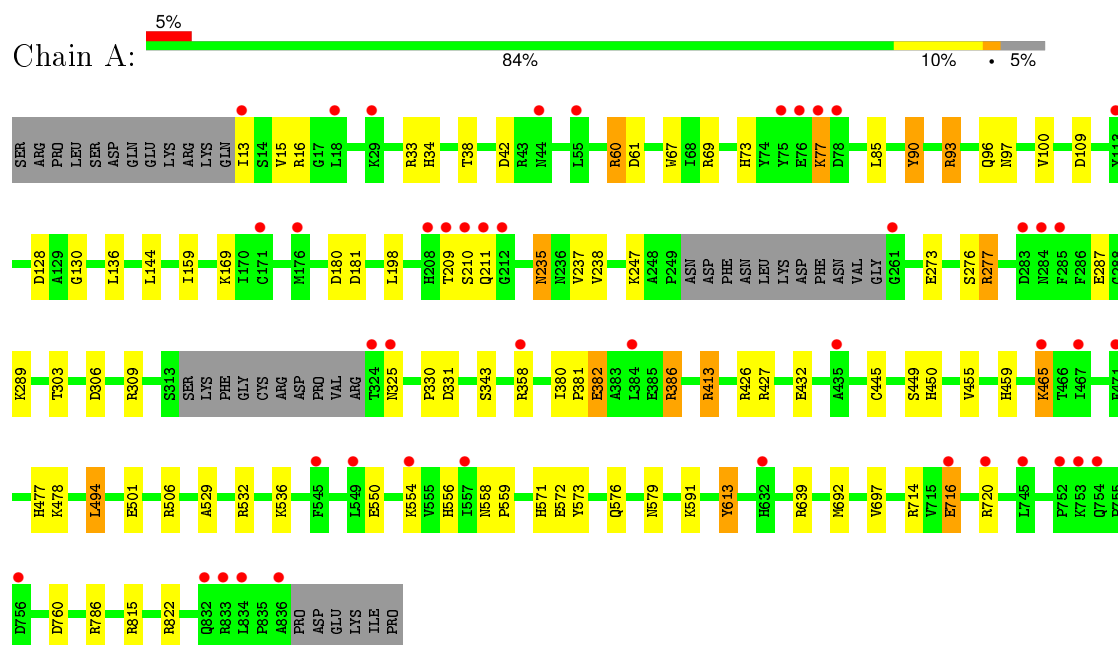 5%
Chain A:
84% 10% • 5%
SER ARG PRO LEU SER ASP GLN GLU LYS ARG LYS GLN I13 S14 V15 R16 G17 L18 K29 R33 H34 T38 D42 R43 N44 L55 R60 D61 W67 I68 R69 H73 Y74 Y75 E76 K77 D78 L85 Y90 R93 Q96 N97 V100 D109
D128 A129 G130 L136 L144 I159 K169 I170 C171 M176 D180 D181 L198 H208 T209 S210 Q211 G212 N235 N236 V237 V238 K247 A248 P249 ASN ASP PHE ASN LEU LYS ASP PHE ASN VAL GLY G261 E273 S276 R277 D283 N284 F285 F286 E287
K289 T303 D306 R309 S313 SER LYS PHE GLY CYS ARG ASP PRO VAL ARG T324 N325 P330 D331 S343 R358 I380 P381 E382 A383 L384 E385 R386 R413 R426 R427 E432 A435 C445 S449 H450 V455 H459 K465 T466 I467
H477 K478 L494 E501 R506 A529 R532 K536 F545 L549 E550 K554 V555 H556 I557 N558 P559 H571 E572 Y573 Q576 N579 K591 Y613 H632 R639 M692 V697 R714 V715 E716 R720 L745 P752 K753 Q754
D756 D760 R786 R815 R822 Q832 R833 L834 P835 A836 PRO ASP GLU LYS ILE PRO